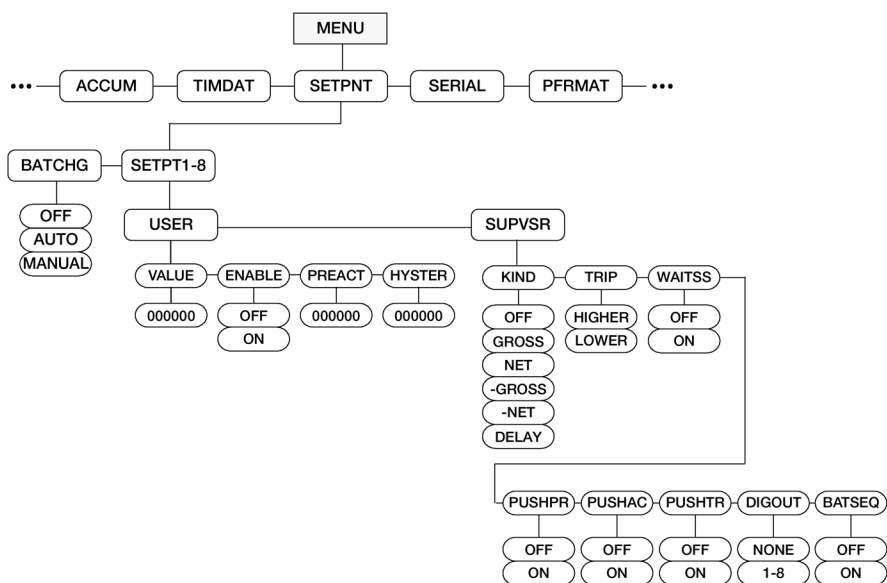 MENU
••• ACCUM TIMDAT SETPNT SERIAL PFRMAT •••
BATCHG SETPT1-8
OFF
AUTO
MANUAL
USER SUPVSR
VALUE ENABLE PREACT HYSTER
000000 OFF 000000 000000
ON
KIND TRIP WAITSS
OFF HIGHER OFF
GROSS LOWER ON
NET
-GROSS
-NET
DELAY
PUSHPR PUSHAC PUSHTR DIGOUT BATSEQ
OFF OFF OFF NONE OFF
ON ON ON 1-8 ON